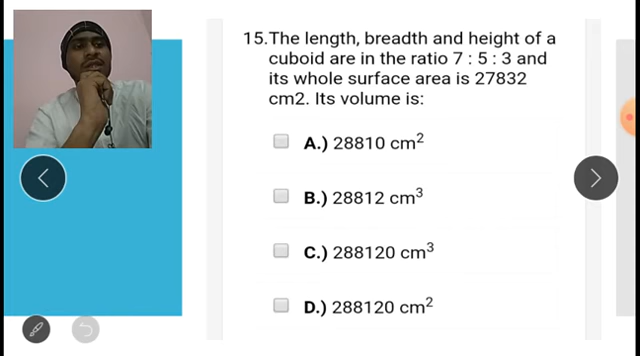 15.The length, breadth and height of a
cuboid are in the ratio 7 : 5 : 3 and
its whole surface area is 27832
cm2. Its volume is:
A.) 28810 cm²
B.) 28812 cm³
C.) 288120 cm³
D.) 288120 cm²